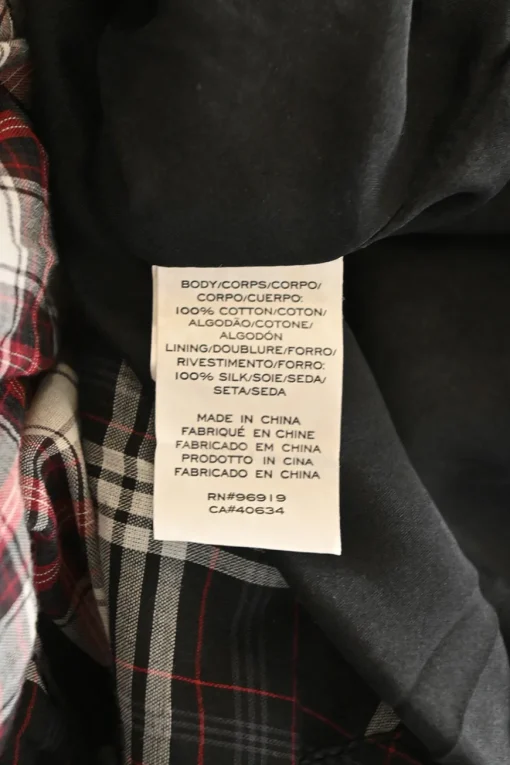 BODY/CORPS/CORPO/
CORPO/CUERPO:
100% COTTON/COTON/
ALGODÃO/COTONE/
ALGODÓN
LINING/DOUBLURE/FORRO/
RIVESTIMENTO/FORRO:
100% SILK/SOIE/SEDA/
SETA/SEDA
MADE IN CHINA
FABRIQUÉ EN CHINE
FABRICADO EM CHINA
PRODOTTO IN CINA
FABRICADO EN CHINA
RN#96919
CA#40634